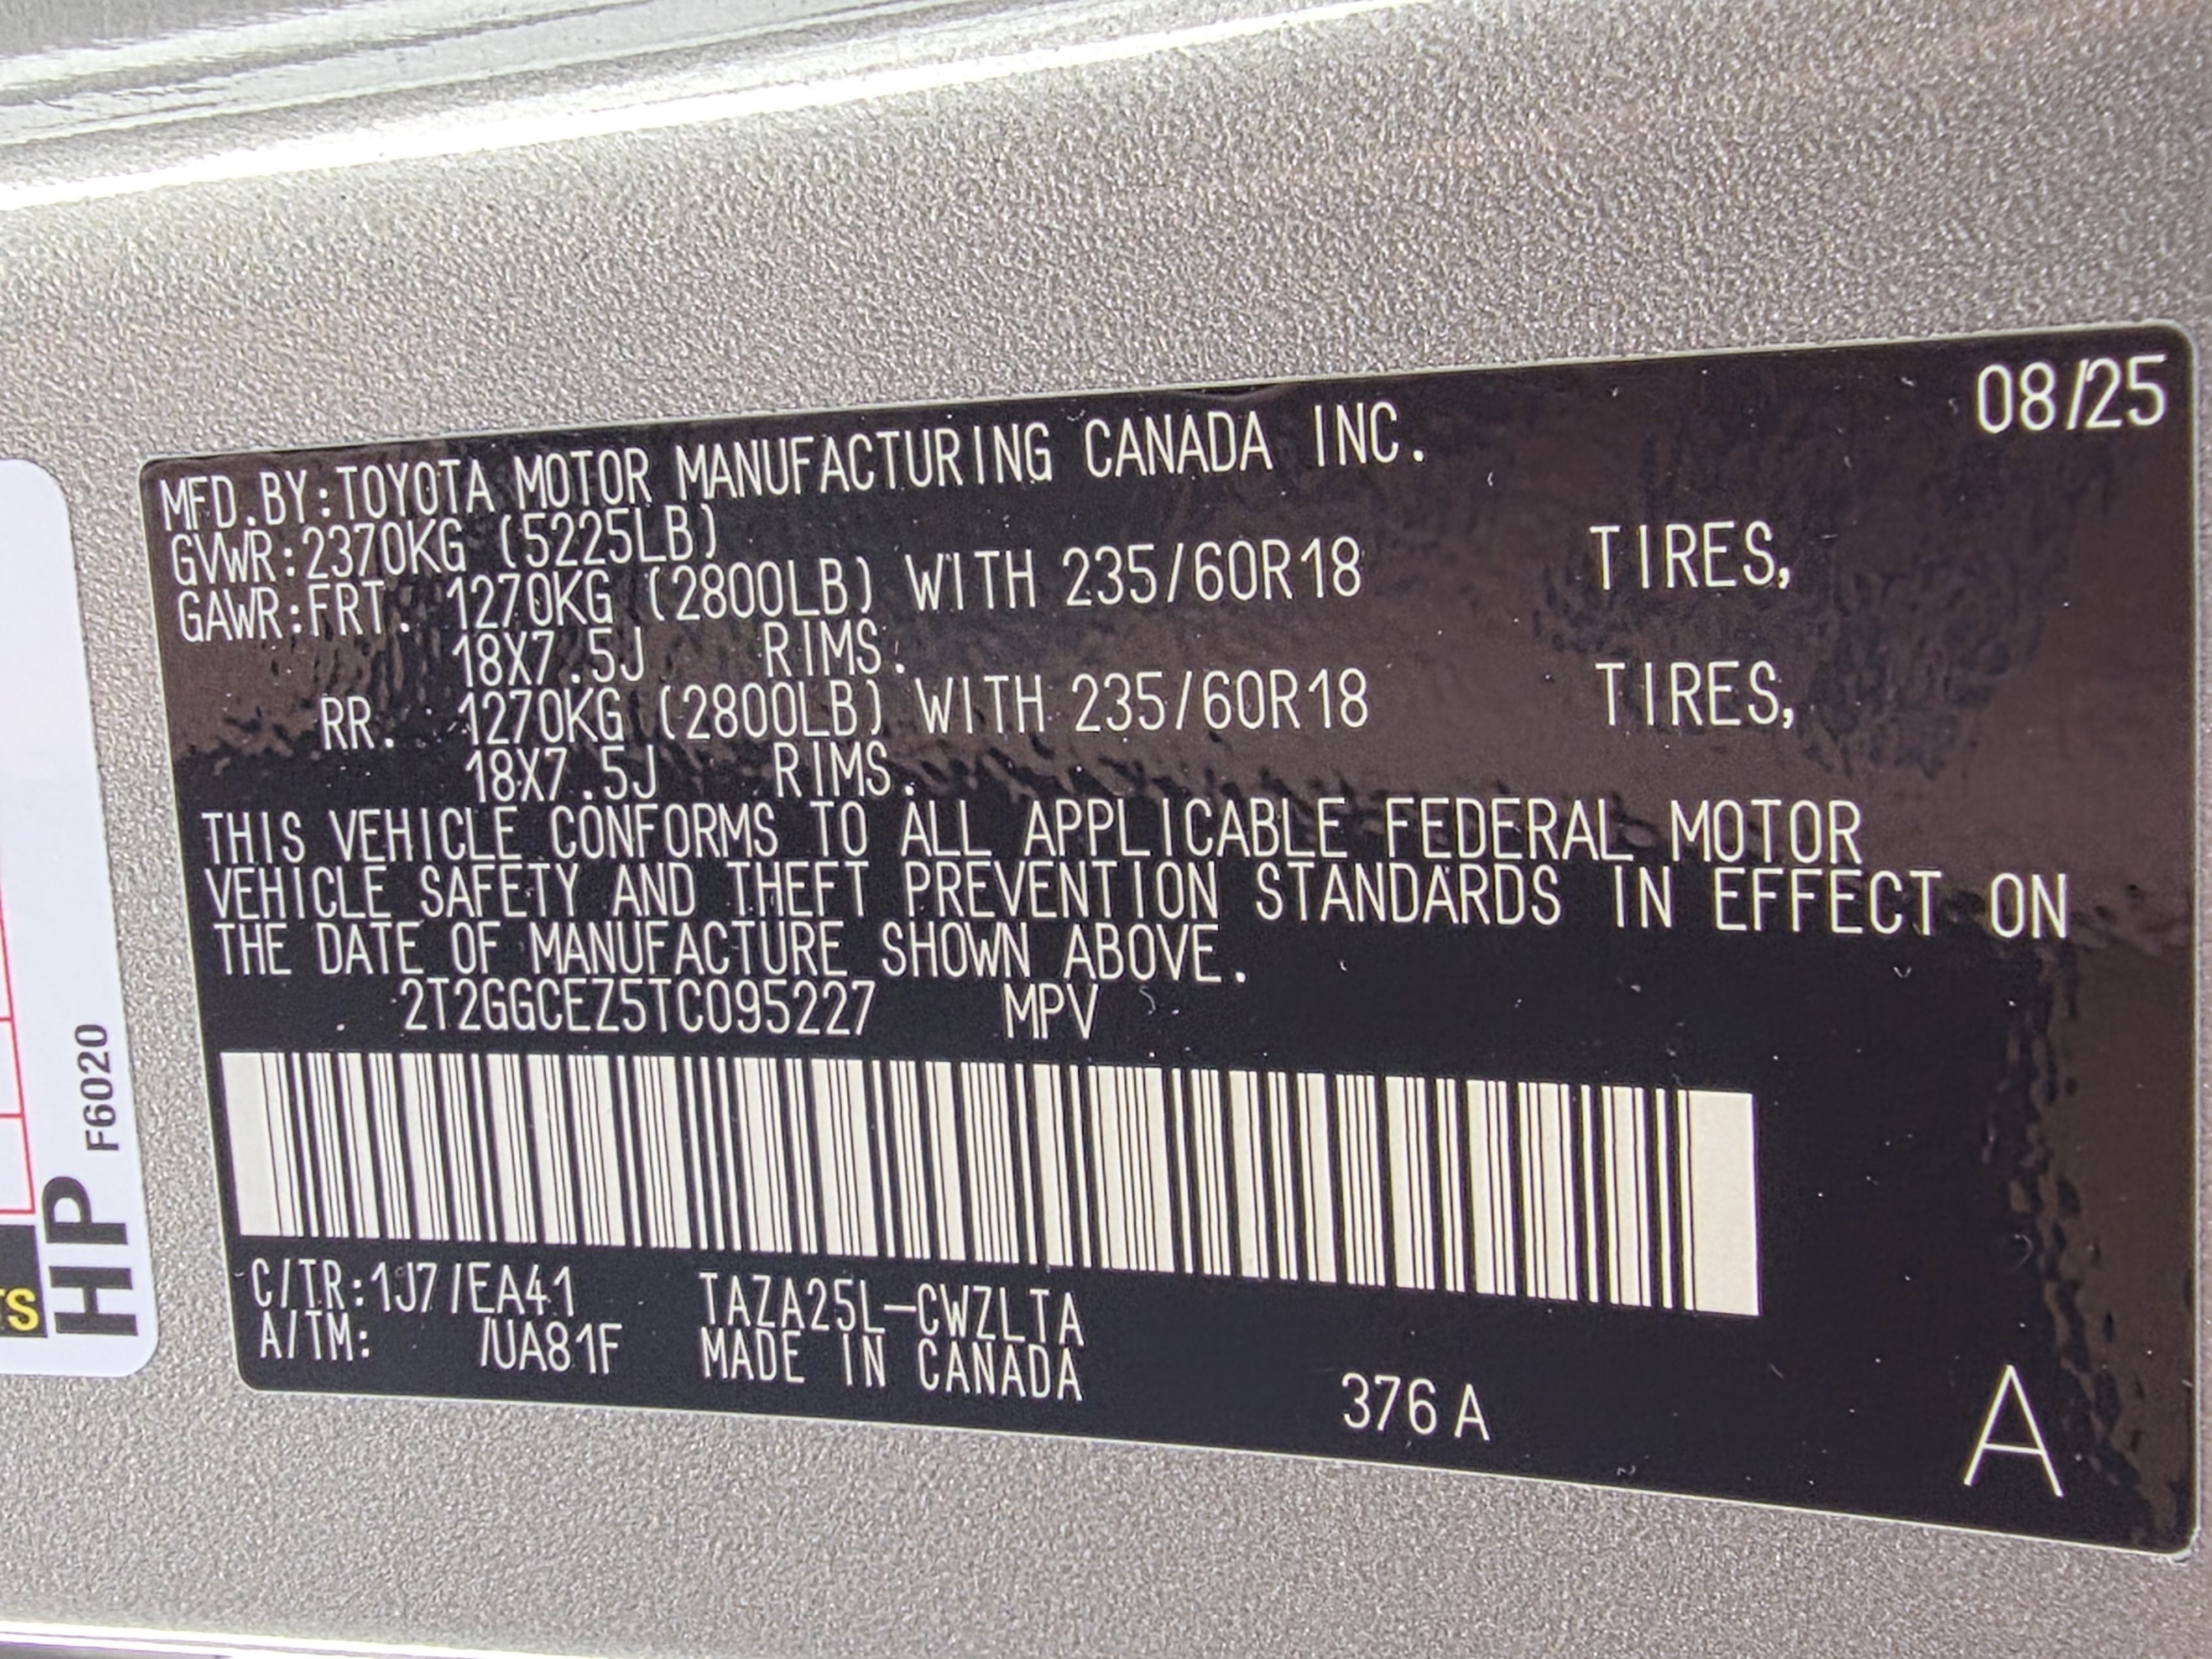 08/25
MFD.BY:TOYOTA MOTOR MANUFACTURING CANADA INC.
GVWR:2370KG (5225LB)
GAWR:FRT. 1270KG (2800LB) WITH 235/60R18 TIRES,
18X7.5J RIMS.
RR. 1270KG (2800LB) WITH 235/60R18 TIRES,
18X7.5J RIMS.
THIS VEHICLE CONFORMS TO ALL APPLICABLE FEDERAL MOTOR
VEHICLE SAFETY AND THEFT PREVENTION STANDARDS IN EFFECT ON
THE DATE OF MANUFACTURE SHOWN ABOVE.
2T2GGCEZ5TC095227 MPV
C/TR:1J7/EA41 TAZA25L-CWZLTA
A/TM: /UA81F MADE IN CANADA
376 A
A
HP F6020
TS